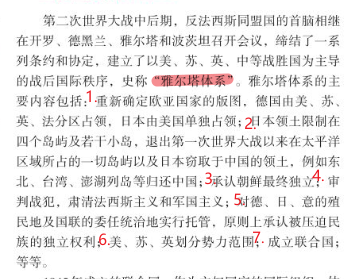 第二次世界大战中后期，反法西斯同盟国的首脑相继
在开罗、德黑兰、雅尔塔和波茨坦召开会议，缔结了一系
列条约和协定，建立了以美、苏、英、中等战胜国为主导
的战后国际秩序，史称“雅尔塔体系”。雅尔塔体系的主
要内容包括：1.重新确定欧亚国家的版图，德国由美、苏、
英、法分区占领，日本由美国单独占领；2.日本领土限制在
四个岛屿及若干小岛，退出第一次世界大战以来在太平洋
区域所占的一切岛屿以及日本窃取于中国的领土，例如东
北、台湾、澎湖列岛等归还中国；3.承认朝鲜最终独立；4.审
判战犯，肃清法西斯主义和军国主义；5.对德、日、意的殖
民地及国联的委任统治地实行托管，原则上承认被压迫民
族的独立权利；6.美、苏、英划分势力范围；7.成立联合国；
等等。